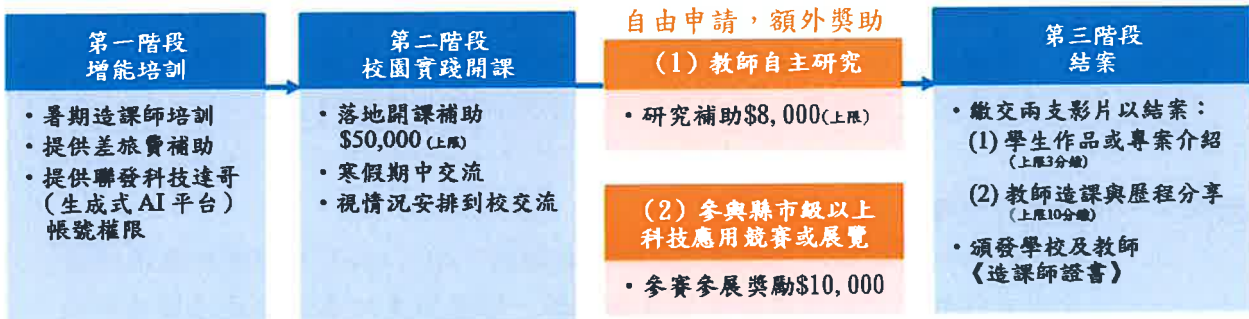 第一階段
增能培訓
• 暑期造課師培訓
• 提供差旅費補助
• 提供聯發科技達哥
（生成式 AI 平台）
帳號權限
第二階段
校園實踐開課
• 落地開課補助
$50,000 (上限)
• 寒假期中交流
• 視情況安排到校交流
自由申請，額外獎助
(1) 教師自主研究
• 研究補助$8,000(上限)
(2) 參與縣市級以上
科技應用競賽或展覽
• 參賽參展獎勵$10,000
第三階段
結案
• 繳交兩支影片以結案：
(1) 學生作品或專案介紹
(上限3分鐘)
(2) 教師造課與歷程分享
(上限10分鐘)
• 頒發學校及教師
《造課師證書》